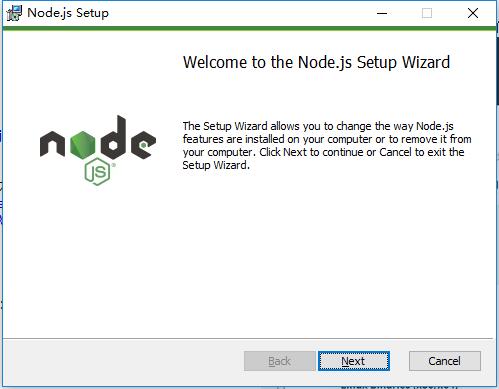 Node.js Setup
Welcome to the Node.js Setup Wizard
The Setup Wizard allows you to change the way Node.js
features are installed on your computer or to remove it from
your computer. Click Next to continue or Cancel to exit the
Setup Wizard.
node
JS
Back
Next
Cancel